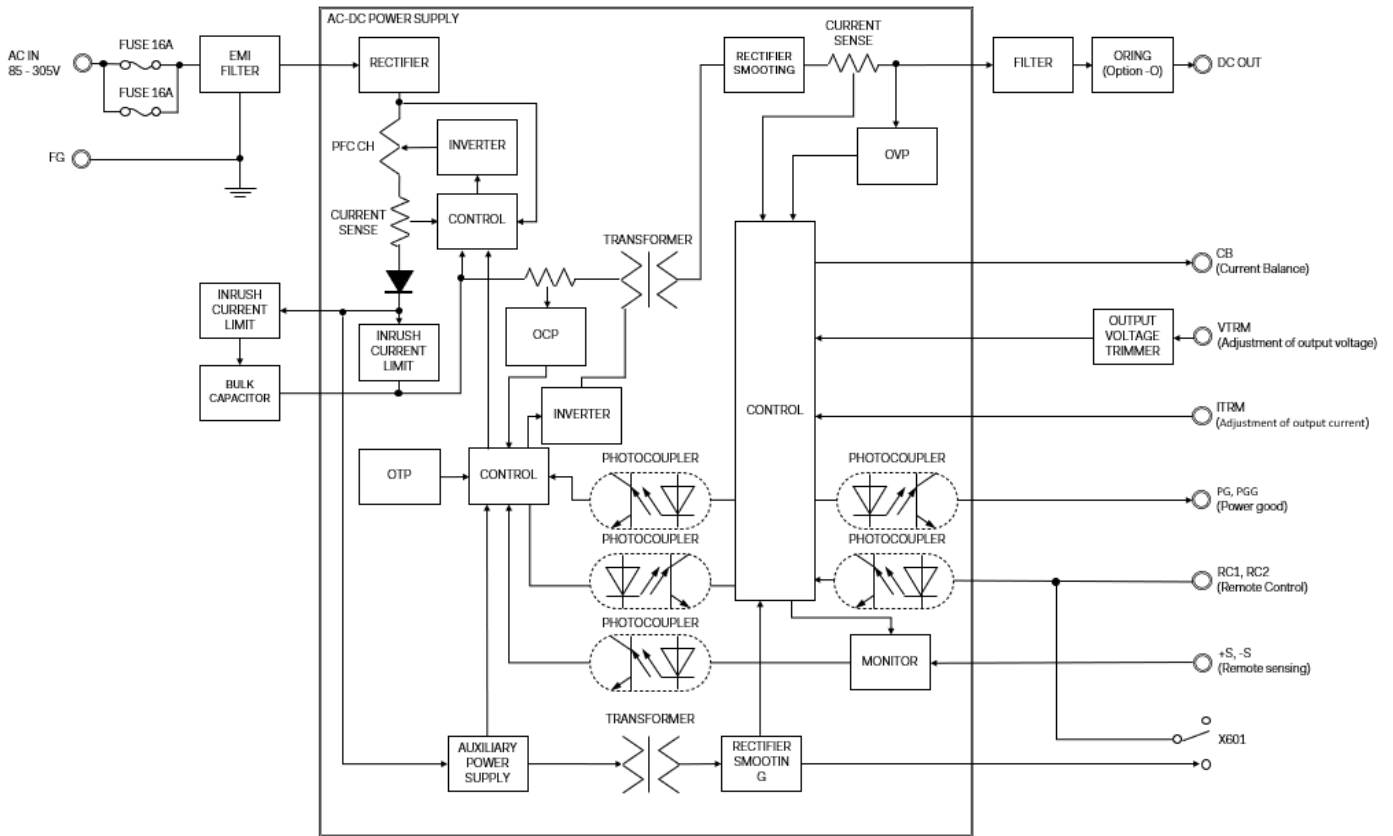 AC-DC POWER SUPPLY
AC IN
85 - 305V
FUSE 16A
FUSE 16A
EMI
FILTER
RECTIFIER
RECTIFIER
SMOOTING
CURRENT
SENSE
FILTER
ORING
(Option -O)
DC OUT
FG
PFC CH
INVERTER
OVP
CURRENT
SENSE
CONTROL
TRANSFORMER
CB
(Current Balance)
INRUSH
CURRENT
LIMIT
INRUSH
CURRENT
LIMIT
OCP
OUTPUT
VOLTAGE
TRIMMER
VTRM
(Adjustment of output voltage)
BULK
CAPACITOR
INVERTER
CONTROL
ITRM
(Adjustment of output current)
OTP
CONTROL
PHOTOCOUPLER
PHOTOCOUPLER
PG, PGG
(Power good)
PHOTOCOUPLER
PHOTOCOUPLER
RC1, RC2
(Remote Control)
PHOTOCOUPLER
MONITOR
+S, -S
(Remote sensing)
AUXILIARY
POWER
SUPPLY
TRANSFORMER
RECTIFIER
SMOOTIN
G
X601